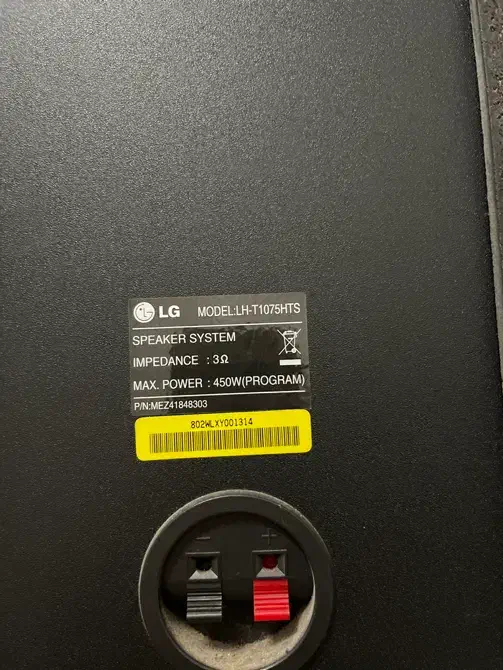 LG MODEL:LH-T1075HTS
SPEAKER SYSTEM
IMPEDANCE : 3Ω
MAX. POWER : 450W(PROGRAM)
P/N:MEZ41848303
802WLXY001314
- +